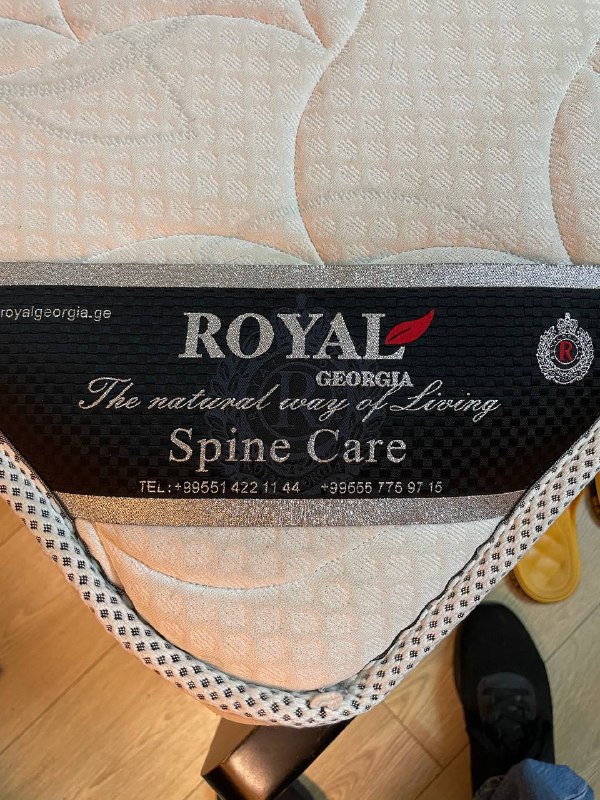 royalgeorgia.ge
ROYAL
GEORGIA
R
The natural way of Living
Spine Care
TEL:+99551 422 11 44 +99555 775 97 15